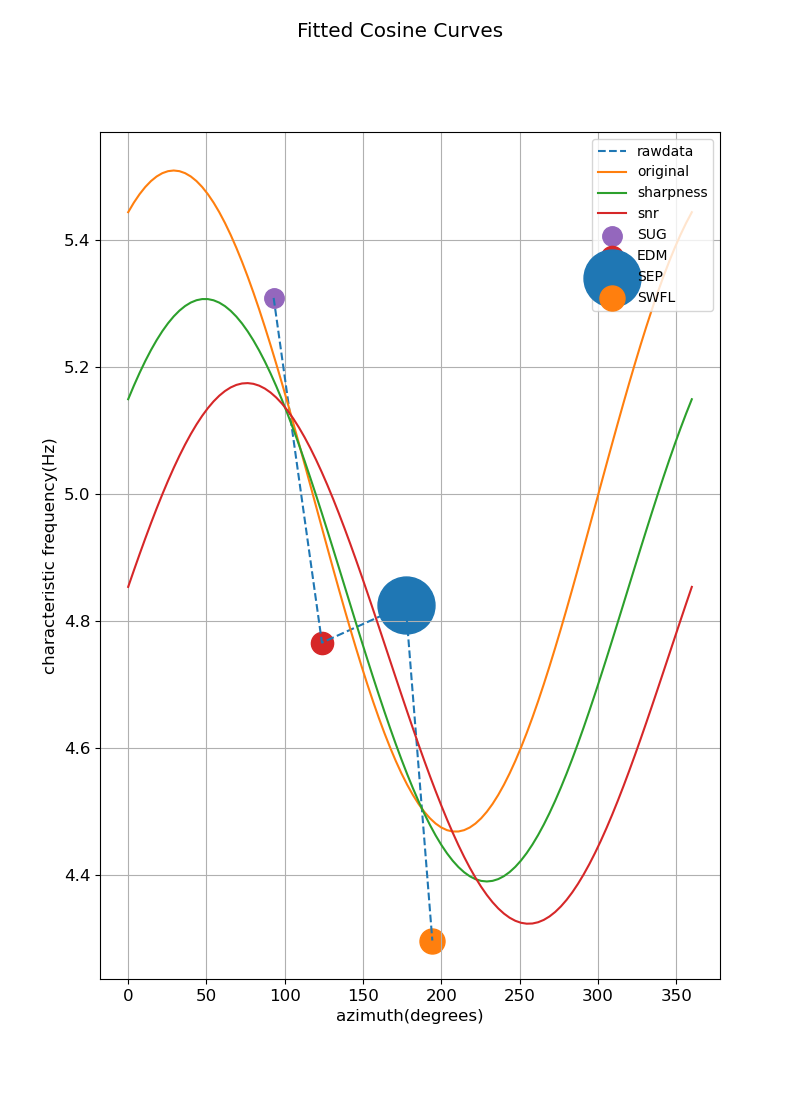 Fitted Cosine Curves
rawdata
original
sharpness
snr
SUG
EDM
SEP
SWFL
5.4
5.2
5.0
4.8
4.6
4.4
characteristic frequency(Hz)
0 50 100 150 200 250 300 350
azimuth(degrees)